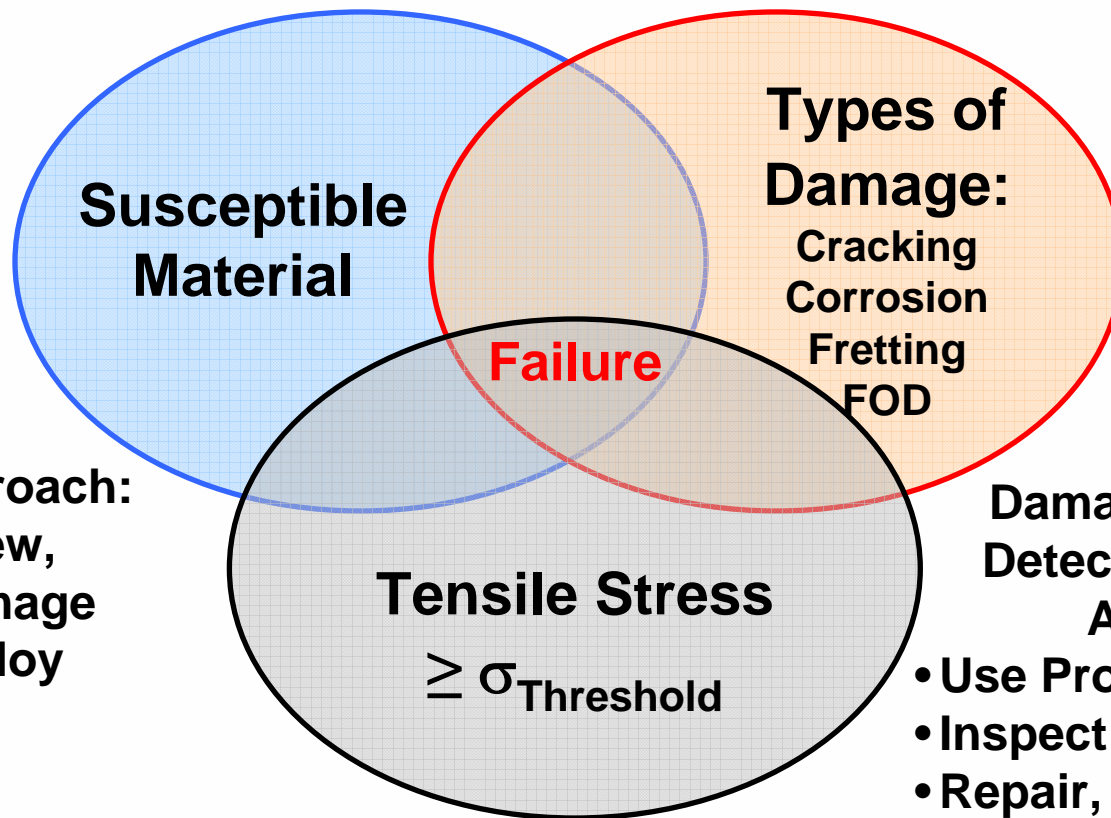 Susceptible
Material
Types of
Damage:
Cracking
Corrosion
Fretting
FOD
Failure
Tensile Stress
≥ σThreshold
roach:
ew,
nage
loy
Dama
Detec
A
• Use Pro
• Inspect
• Repair,